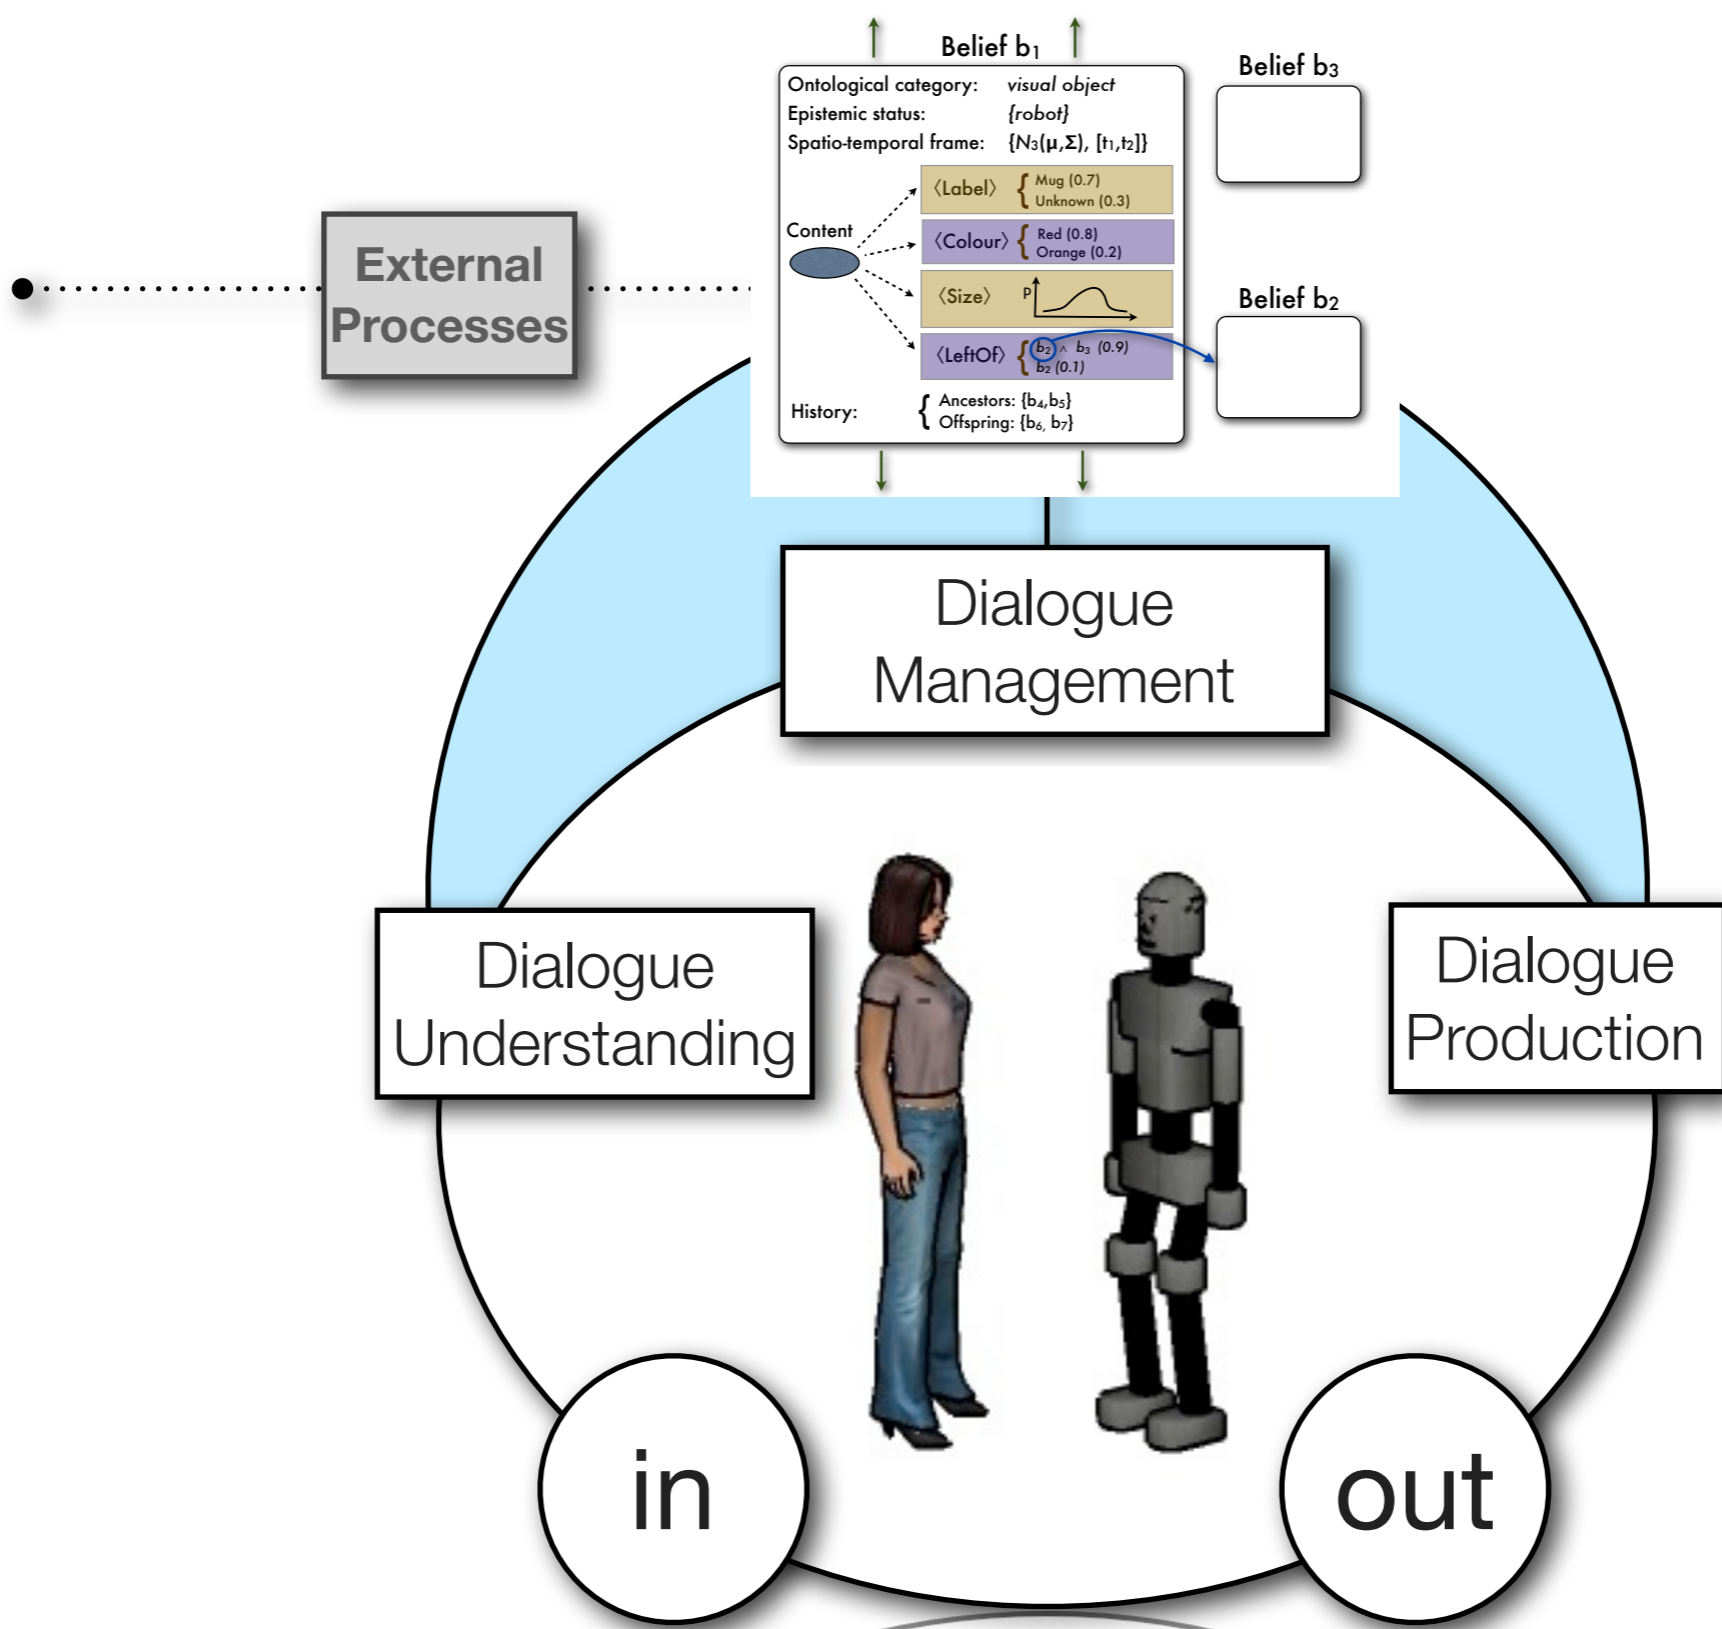 Belief b₁
Belief b₃
Ontological category: visual object
Epistemic status: {robot}
Spatio-temporal frame: {N₃(μ,Σ), [t₁,t₂]}
〈Label〉 { Mug (0.7)
Unknown (0.3)
Content
〈Colour〉 { Red (0.8)
Orange (0.2)
〈Size〉 P
Belief b₂
〈LeftOf〉 { b₂ ∧ b₃ (0.9)
b₂ (0.1)
History: { Ancestors: {b₄,b₅}
Offspring: {b₆, b₇}
External
Processes
Dialogue
Management
Dialogue
Understanding
Dialogue
Production
in
out